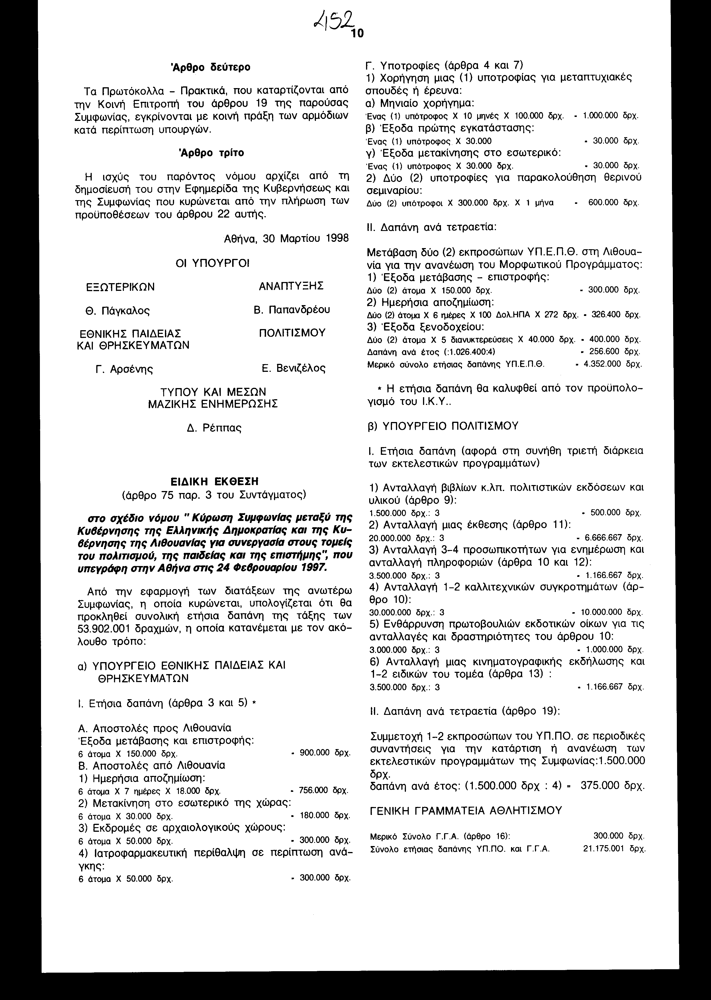 452
10
Άρθρο δεύτερο
Τα Πρωτόκολλα – Πρακτικά, που καταρτίζονται από
την Κοινή Επιτροπή του άρθρου 19 της παρούσας
Συμφωνίας, εγκρίνονται με κοινή πράξη των αρμόδιων
κατά περίπτωση υπουργών.
Άρθρο τρίτο
Η ισχύς του παρόντος νόμου αρχίζει από τη
δημοσίευσή του στην Εφημερίδα της Κυβερνήσεως και
της Συμφωνίας που κυρώνεται από την πλήρωση των
προϋποθέσεων του άρθρου 22 αυτής.
Αθήνα, 30 Μαρτίου 1998
ΟΙ ΥΠΟΥΡΓΟΙ
ΕΞΩΤΕΡΙΚΩΝ ΑΝΑΠΤΥΞΗΣ
Θ. Πάγκαλος Β. Παπανδρέου
ΕΘΝΙΚΗΣ ΠΑΙΔΕΙΑΣ ΠΟΛΙΤΙΣΜΟΥ
ΚΑΙ ΘΡΗΣΚΕΥΜΑΤΩΝ
Γ. Αρσένης Ε. Βενιζέλος
ΤΥΠΟΥ ΚΑΙ ΜΕΣΩΝ
ΜΑΖΙΚΗΣ ΕΝΗΜΕΡΩΣΗΣ
Δ. Ρέππας
ΕΙΔΙΚΗ ΕΚΘΕΣΗ
(άρθρο 75 παρ. 3 του Συντάγματος)
στο σχέδιο νόμου " Κύρωση Συμφωνίας μεταξύ της
Κυβέρνησης της Ελληνικής Δημοκρατίας και της Κυ-
βέρνησης της Λιθουανίας για συνεργασία στους τομείς
του πολιτισμού, της παιδείας και της επιστήμης", που
υπεγράφη στην Αθήνα στις 24 Φεβρουαρίου 1997.
Από την εφαρμογή των διατάξεων της ανωτέρω
Συμφωνίας, η οποία κυρώνεται, υπολογίζεται ότι θα
προκληθεί συνολική ετήσια δαπάνη της τάξης των
53.902.001 δραχμών, η οποία κατανέμεται με τον ακό-
λουθο τρόπο:
α) ΥΠΟΥΡΓΕΙΟ ΕΘΝΙΚΗΣ ΠΑΙΔΕΙΑΣ ΚΑΙ
ΘΡΗΣΚΕΥΜΑΤΩΝ
Ι. Ετήσια δαπάνη (άρθρα 3 και 5) *
Α. Αποστολές προς Λιθουανία
Έξοδα μετάβασης και επιστροφής:
6 άτομα Χ 150.000 δρχ. - 900.000 δρχ.
Β. Αποστολές από Λιθουανία
1) Ημερήσια αποζημίωση:
6 άτομα Χ 7 ημέρες Χ 18.000 δρχ. - 756.000 δρχ.
2) Μετακίνηση στο εσωτερικό της χώρας:
6 άτομα Χ 30.000 δρχ. - 180.000 δρχ.
3) Εκδρομές σε αρχαιολογικούς χώρους:
6 άτομα Χ 50.000 δρχ. - 300.000 δρχ.
4) Ιατροφαρμακευτική περίθαλψη σε περίπτωση ανά-
γκης:
6 άτομα Χ 50.000 δρχ. - 300.000 δρχ.
Γ. Υποτροφίες (άρθρα 4 και 7)
1) Χορήγηση μιας (1) υποτροφίας για μεταπτυχιακές
σπουδές ή έρευνα:
α) Μηνιαίο χορήγημα:
Ένας (1) υπότροφος Χ 10 μηνές Χ 100.000 δρχ. - 1.000.000 δρχ.
β) Έξοδα πρώτης εγκατάστασης:
Ένας (1) υπότροφος Χ 30.000 - 30.000 δρχ.
γ) Έξοδα μετακίνησης στο εσωτερικό:
Ένας (1) υπότροφος Χ 30.000 δρχ. - 30.000 δρχ.
2) Δύο (2) υποτροφίες για παρακολούθηση θερινού
σεμιναρίου:
Δύο (2) υπότροφοι Χ 300.000 δρχ. Χ 1 μήνα - 600.000 δρχ.
ΙΙ. Δαπάνη ανά τετραετία:
Μετάβαση δύο (2) εκπροσώπων ΥΠ.Ε.Π.Θ. στη Λιθουα-
νία για την ανανέωση του Μορφωτικού Προγράμματος:
1) Έξοδα μετάβασης – επιστροφής:
Δύο (2) άτομα Χ 150.000 δρχ. - 300.000 δρχ.
2) Ημερήσια αποζημίωση:
Δύο (2) άτομα Χ 6 ημέρες Χ 100 Δολ.ΗΠΑ Χ 272 δρχ. - 326.400 δρχ.
3) Έξοδα ξενοδοχείου:
Δύο (2) άτομα Χ 5 διανυκτερεύσεις Χ 40.000 δρχ. - 400.000 δρχ.
Δαπάνη ανά έτος (:1.026.400:4) - 256.600 δρχ.
Μερικό σύνολο ετήσιας δαπάνης ΥΠ.Ε.Π.Θ. - 4.352.000 δρχ.
* Η ετήσια δαπάνη θα καλυφθεί από τον προϋπολο-
γισμό του Ι.Κ.Υ..
β) ΥΠΟΥΡΓΕΙΟ ΠΟΛΙΤΙΣΜΟΥ
Ι. Ετήσια δαπάνη (αφορά στη συνήθη τριετή διάρκεια
των εκτελεστικών προγραμμάτων)
1) Ανταλλαγή βιβλίων κ.λπ. πολιτιστικών εκδόσεων και
υλικού (άρθρο 9):
1.500.000 δρχ.: 3 - 500.000 δρχ.
2) Ανταλλαγή μιας έκθεσης (άρθρο 11):
20.000.000 δρχ.: 3 - 6.666.667 δρχ.
3) Ανταλλαγή 3-4 προσωπικοτήτων για ενημέρωση και
ανταλλαγή πληροφοριών (άρθρα 10 και 12):
3.500.000 δρχ.: 3 - 1.166.667 δρχ.
4) Ανταλλαγή 1-2 καλλιτεχνικών συγκροτημάτων (άρ-
θρο 10):
30.000.000 δρχ.: 3 - 10.000.000 δρχ.
5) Ενθάρρυνση πρωτοβουλιών εκδοτικών οίκων για τις
ανταλλαγές και δραστηριότητες του άρθρου 10:
3.000.000 δρχ.: 3 - 1.000.000 δρχ.
6) Ανταλλαγή μιας κινηματογραφικής εκδήλωσης και
1-2 ειδικών του τομέα (άρθρα 13) :
3.500.000 δρχ.: 3 - 1.166.667 δρχ.
ΙΙ. Δαπάνη ανά τετραετία (άρθρο 19):
Συμμετοχή 1-2 εκπροσώπων του ΥΠ.ΠΟ. σε περιοδικές
συναντήσεις για την κατάρτιση ή ανανέωση των
εκτελεστικών προγραμμάτων της Συμφωνίας:1.500.000
δρχ.
δαπάνη ανά έτος: (1.500.000 δρχ : 4) = 375.000 δρχ.
ΓΕΝΙΚΗ ΓΡΑΜΜΑΤΕΙΑ ΑΘΛΗΤΙΣΜΟΥ
Μερικό Σύνολο Γ.Γ.Α. (άρθρο 16): 300.000 δρχ.
Σύνολο ετήσιας δαπάνης ΥΠ.ΠΟ. και Γ.Γ.Α. 21.175.001 δρχ.